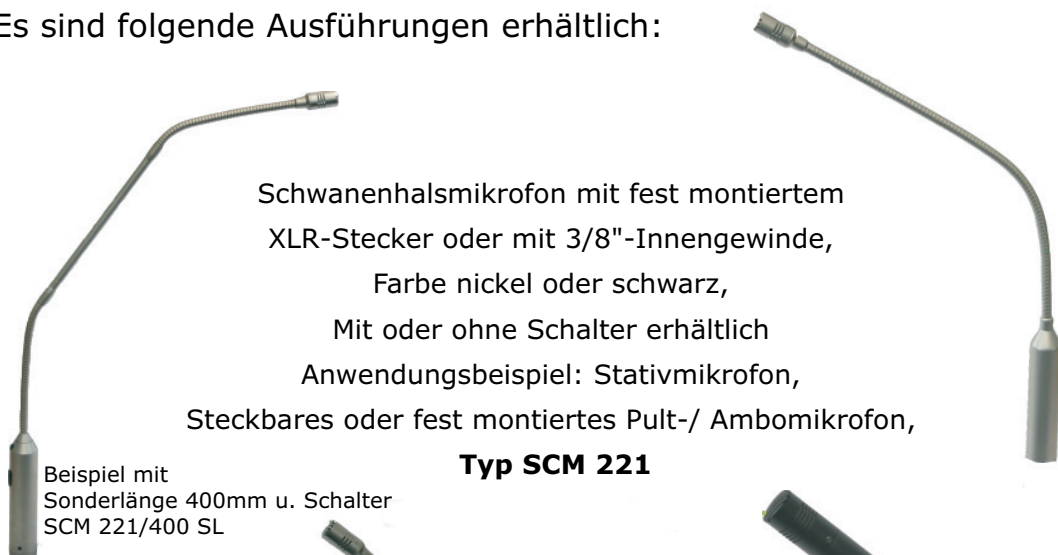 Es sind folgende Ausführungen erhältlich:
Schwanenhalsmikrofon mit fest montiertem
XLR-Stecker oder mit 3/8"-Innengewinde,
Farbe nickel oder schwarz,
Mit oder ohne Schalter erhältlich
Anwendungsbeispiel: Stativmikrofon,
Steckbares oder fest montiertes Pult-/ Ambomikrofon,
Typ SCM 221
Beispiel mit
Sonderlänge 400mm u. Schalter
SCM 221/400 SL